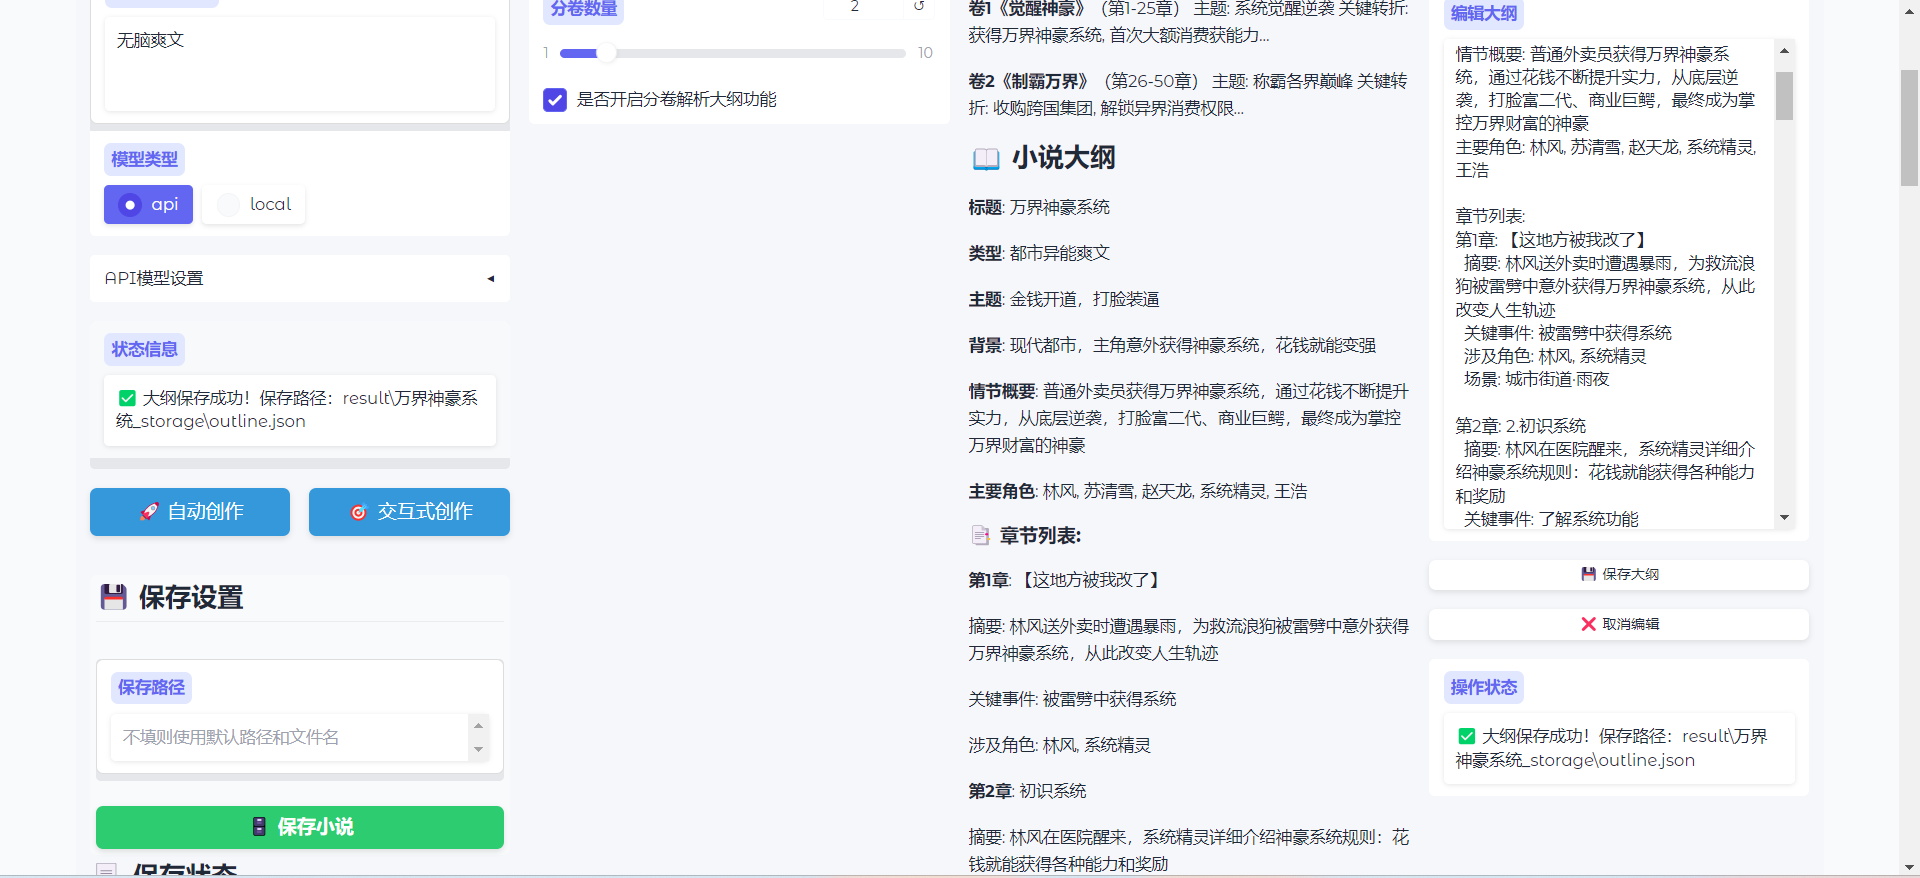 无脑爽文
模型类型
api
local
API模型设置
状态信息
✅ 大纲保存成功！保存路径：result\万界神豪系
统_storage\outline.json
🚀 自动创作
🎯 交互式创作
💾 保存设置
保存路径
不填则使用默认路径和文件名
🗄 保存小说
保存状态
分卷数量
2
↺
1
10
是否开启分卷解析大纲功能
卷1《觉醒神豪》（第1-25章） 主题: 系统觉醒逆袭 关键转折:
获得万界神豪系统, 首次大额消费获能力...
卷2《制霸万界》（第26-50章） 主题: 称霸各界巅峰 关键转
折: 收购跨国集团, 解锁异界消费权限...
📖 小说大纲
标题: 万界神豪系统
类型: 都市异能爽文
主题: 金钱开道，打脸装逼
背景: 现代都市，主角意外获得神豪系统，花钱就能变强
情节概要: 普通外卖员获得万界神豪系统，通过花钱不断提升
实力，从底层逆袭，打脸富二代、商业巨鳄，最终成为掌控
万界财富的神豪
主要角色: 林风, 苏清雪, 赵天龙, 系统精灵, 王浩
📑 章节列表:
第1章: 【这地方被我改了】
摘要: 林风送外卖时遭遇暴雨，为救流浪狗被雷劈中意外获得
万界神豪系统，从此改变人生轨迹
关键事件: 被雷劈中获得系统
涉及角色: 林风, 系统精灵
第2章: 初识系统
摘要: 林风在医院醒来，系统精灵详细介绍神豪系统规则：花
钱就能获得各种能力和奖励
编辑大纲
情节概要: 普通外卖员获得万界神豪系
统，通过花钱不断提升实力，从底层逆
袭，打脸富二代、商业巨鳄，最终成为掌
控万界财富的神豪
主要角色: 林风, 苏清雪, 赵天龙, 系统精灵,
王浩
章节列表:
第1章: 【这地方被我改了】
摘要: 林风送外卖时遭遇暴雨，为救流浪
狗被雷劈中意外获得万界神豪系统，从此
改变人生轨迹
关键事件: 被雷劈中获得系统
涉及角色: 林风, 系统精灵
场景: 城市街道·雨夜
第2章: 2.初识系统
摘要: 林风在医院醒来，系统精灵详细介
绍神豪系统规则：花钱就能获得各种能力
和奖励
关键事件: 了解系统功能
💾 保存大纲
❌ 取消编辑
操作状态
✅ 大纲保存成功！保存路径：result\万界
神豪系统_storage\outline.json